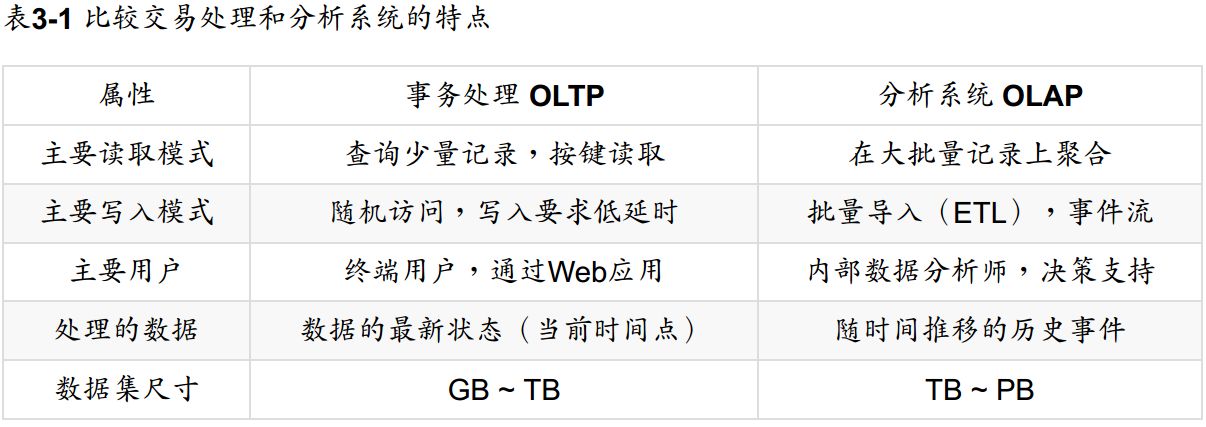 表3-1 比较交易处理和分析系统的特点
属性 事务处理 OLTP 分析系统 OLAP
主要读取模式 查询少量记录，按键读取 在大批量记录上聚合
主要写入模式 随机访问，写入要求低延时 批量导入（ETL），事件流
主要用户 终端用户，通过Web应用 内部数据分析师，决策支持
处理的数据 数据的最新状态（当前时间点） 随时间推移的历史事件
数据集尺寸 GB ~ TB TB ~ PB